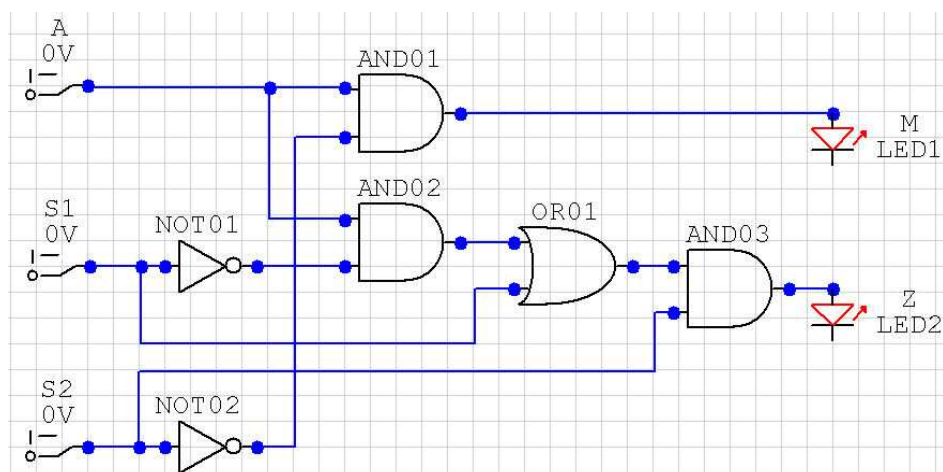 A
0V
AND01
M
LED1
AND02
S1
0V
NOT01
OR01
AND03
Z
LED2
S2
0V
NOT02